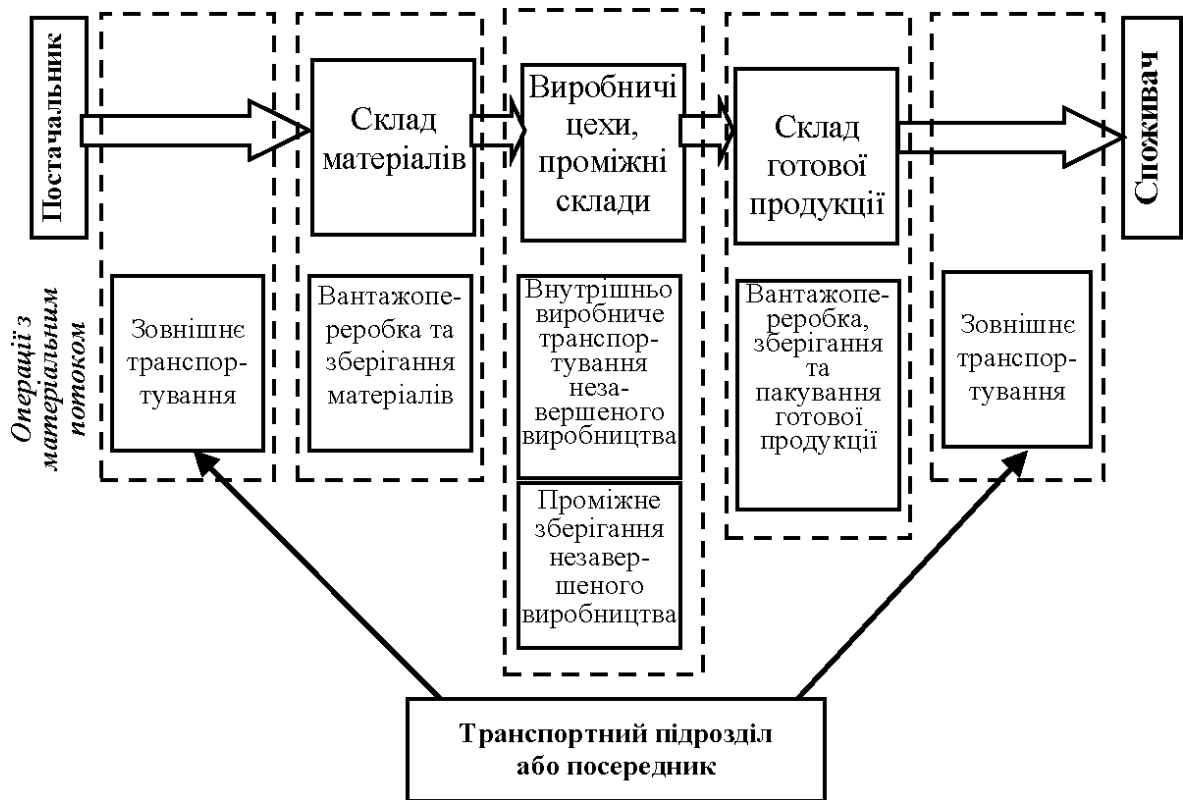 Постачальник
Склад
матеріалів
Виробничі
цехи,
проміжні
склади
Склад
готової
продукції
Споживач
Операції з
матеріальним
потоком
Зовнішнє
транспор-
тування
Вантажопе-
реробка та
зберігання
матеріалів
Внутрішньо
виробниче
транспор-
тування
неза-
вершеного
виробництва
Проміжне
зберігання
незавер-
шеного
виробництва
Вантажопе-
реробка,
зберігання
та
пакування
готової
продукції
Зовнішнє
транспор-
тування
Транспортний підрозділ
або посередник